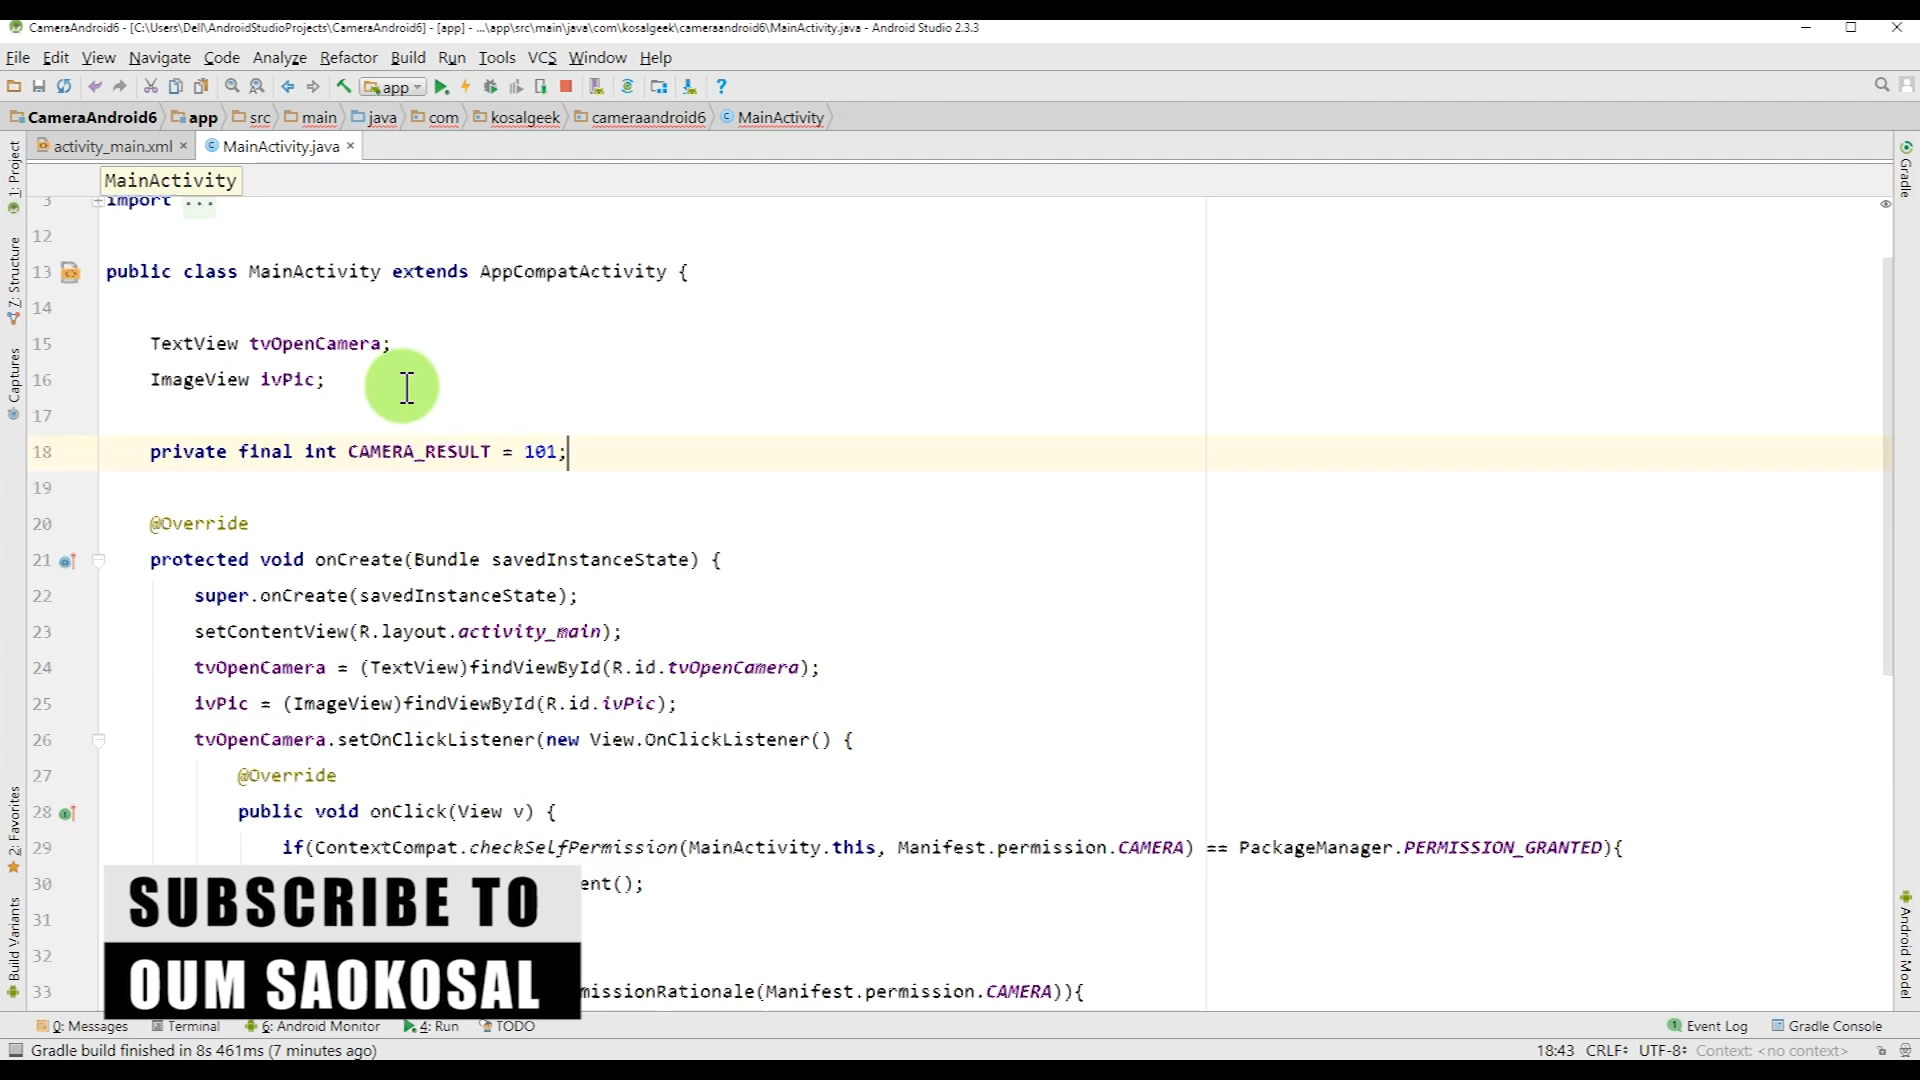 CameraAndroid6 - [C:\Users\Dell\AndroidStudioProjects\CameraAndroid6] - [app] - ...\app\src\main\java\com\kosalgeek\cameraandroid6\MainActivity.java - Android Studio 2.3.3
File Edit View Navigate Code Analyze Refactor Build Run Tools VCS Window Help
app
CameraAndroid6 app src main java com kosalgeek cameraandroid6 MainActivity
activity_main.xml MainActivity.java
MainActivity
3 import ...
12
13 public class MainActivity extends AppCompatActivity {
14
15 TextView tvOpenCamera;
16 ImageView ivPic;
17
18 private final int CAMERA_RESULT = 101;
19
20 @Override
21 protected void onCreate(Bundle savedInstanceState) {
22 super.onCreate(savedInstanceState);
23 setContentView(R.layout.activity_main);
24 tvOpenCamera = (TextView)findViewById(R.id.tvOpenCamera);
25 ivPic = (ImageView)findViewById(R.id.ivPic);
26 tvOpenCamera.setOnClickListener(new View.OnClickListener() {
27 @Override
28 public void onClick(View v) {
29 if(ContextCompat.checkSelfPermission(MainActivity.this, Manifest.permission.CAMERA) == PackageManager.PERMISSION_GRANTED){
30 ent();
31
32
33 missionRationale(Manifest.permission.CAMERA)){
SUBSCRIBE TO
OUM SAOKOSAL
1: Project
7: Structure
Captures
2: Favorites
Build Variants
Gradle
Android Model
0: Messages Terminal 6: Android Monitor 4: Run TODO 1 Event Log Gradle Console
Gradle build finished in 8s 461ms (7 minutes ago) 18:43 CRLF UTF-8 Context: <no context>